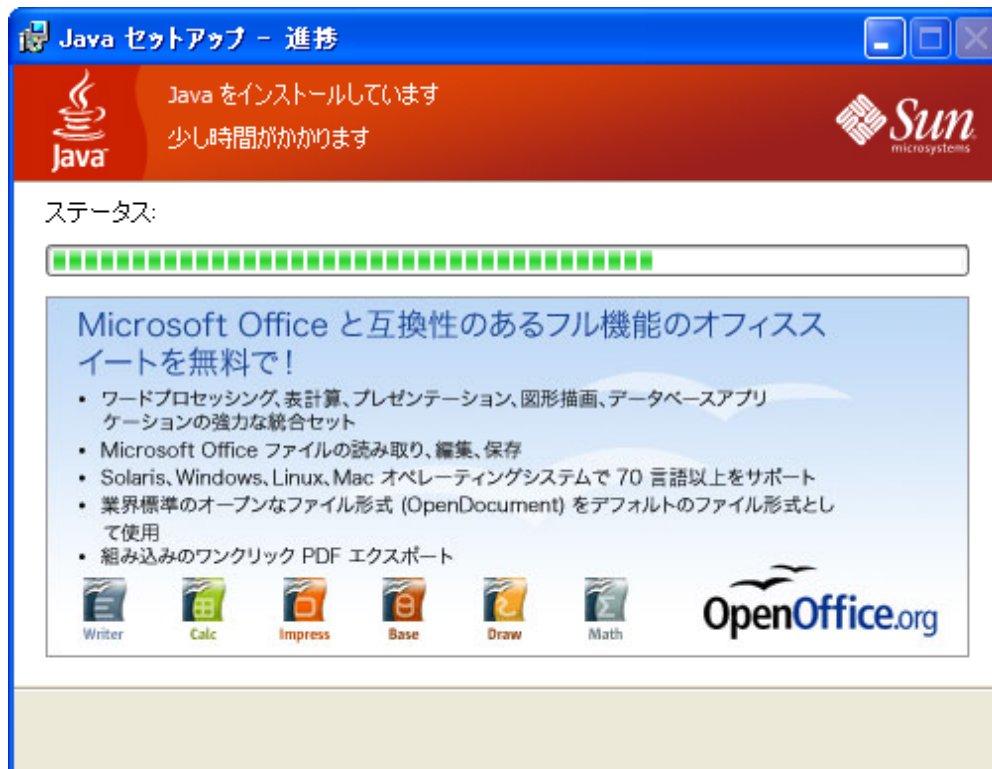 Java セットアップ - 進捗
Java をインストールしています
少し時間がかかります
Java
Sun
microsystems
ステータス:
Microsoft Office と互換性のあるフル機能のオフィスス
イートを無料で!
• ワードプロセッシング、表計算、プレゼンテーション、図形描画、データベースアプリ
ケーションの強力な統合セット
• Microsoft Office ファイルの読み取り、編集、保存
• Solaris、Windows、Linux、Mac オペレーティングシステムで 70 言語以上をサポート
• 業界標準のオープンなファイル形式 (OpenDocument) をデフォルトのファイル形式とし
て使用
• 組み込みのワンクリック PDF エクスポート
Writer Calc Impress Base Draw Math
OpenOffice.org